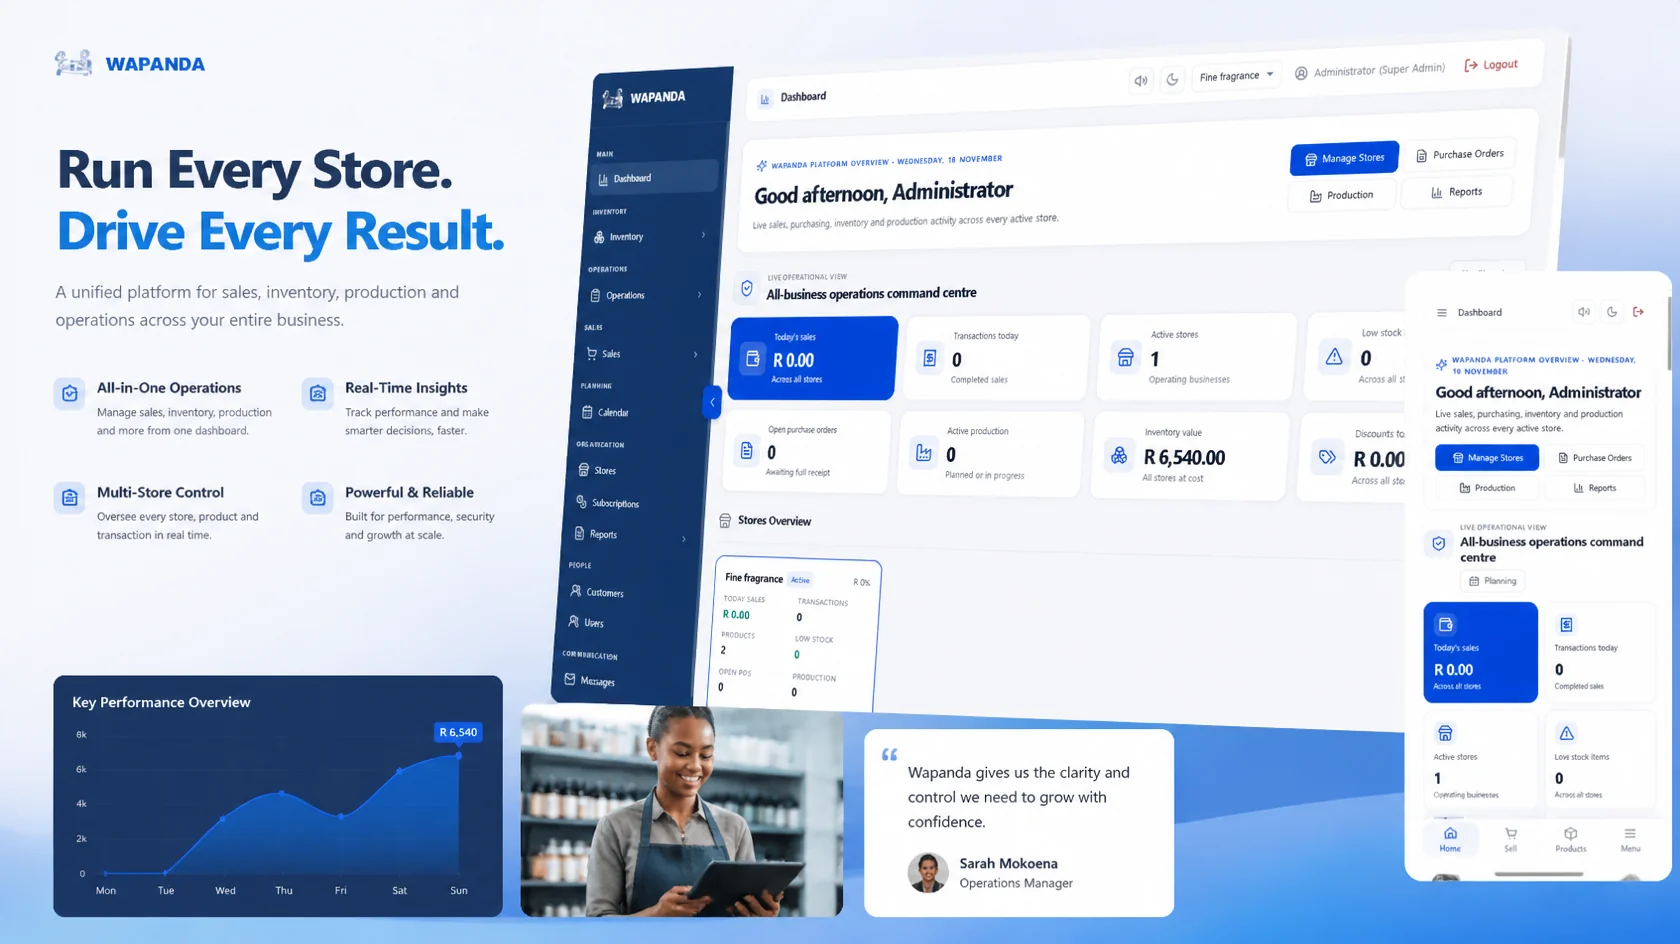 WAPANDA
Run Every Store.
Drive Every Result.
A unified platform for sales, inventory, production and
operations across your entire business.
All-in-One Operations
Manage sales, inventory, production
and more from one dashboard.
Real-Time Insights
Track performance and make
smarter decisions, faster.
Multi-Store Control
Oversee every store, product and
transaction in real time.
Powerful & Reliable
Built for performance, security
and growth at scale.
Key Performance Overview
R 6,540
8k
6k
4k
2k
0
Mon Tue Wed Thu Fri Sat Sun
WAPANDA
MAIN
Dashboard
INVENTORY
Inventory
OPERATIONS
Operations
SALES
Sales
PLANNING
Calendar
Stores
Subscriptions
Reports
PEOPLE
Customers
Users
Messages
Dashboard
Fine fragrance
Administrator (Super Admin)
Logout
WAPANDA PLATFORM OVERVIEW · WEDNESDAY, 18 NOVEMBER
Good afternoon, Administrator
Live sales, purchasing, inventory and production activity across every active store.
Manage Stores
Purchase Orders
Production
Reports
LIVE OPERATIONAL VIEW
All-business operations command centre
Today's sales
R 0.00
Across all stores
Transactions today
0
Completed sales
Active stores
1
Operating businesses
Low stock
0
Across all
Open purchase orders
0
Awaiting full receipt
Active production
0
Planned or in progress
Inventory value
R 6,540.00
All stores at cost
Discounts
R 0.00
Across all
Stores Overview
Fine fragrance
Active
R 0%
TODAY SALES
R 0.00
TRANSACTIONS
0
PRODUCTS
2
LOW STOCK
0
OPEN POS
0
PRODUCTION
0
“
Wapanda gives us the clarity and
control we need to grow with
confidence.
Sarah Mokoena
Operations Manager
Dashboard
WAPANDA PLATFORM OVERVIEW · WEDNESDAY,
NOVEMBER
Good afternoon, Administrator
Live sales, purchasing, inventory and production
activity across every active store.
Manage Stores
Purchase Orders
Production
Reports
LIVE OPERATIONAL VIEW
All-business operations command
centre
Planning
Today's sales
R 0.00
Across all stores
Transactions today
0
Completed sales
Active stores
1
Operating businesses
Low stock items
0
Across all stores
Home
Sell
Products
Menu